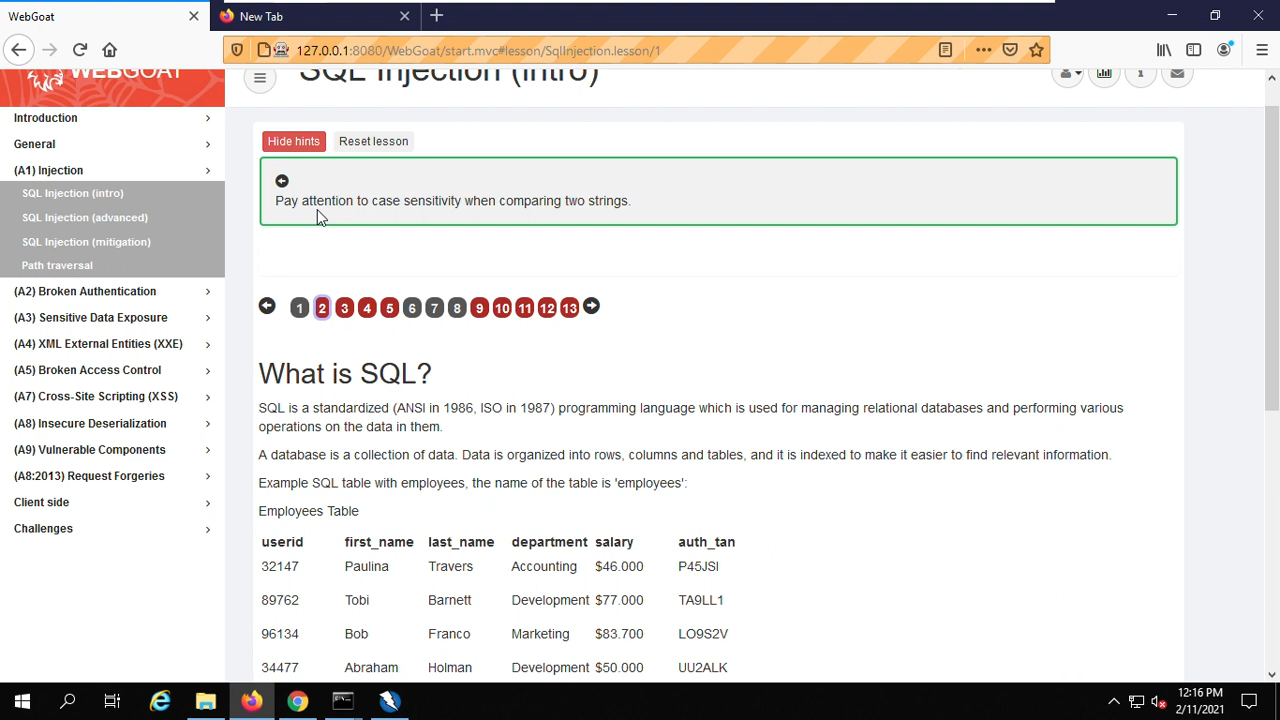 WebGoat
New Tab
127.0.0.1:8080/WebGoat/start.mvc#lesson/SqlInjection.lesson/1
WEBGOAT
SQL Injection (intro)
Introduction
General
(A1) Injection
SQL Injection (intro)
SQL Injection (advanced)
SQL Injection (mitigation)
Path traversal
(A2) Broken Authentication
(A3) Sensitive Data Exposure
(A4) XML External Entities (XXE)
(A5) Broken Access Control
(A7) Cross-Site Scripting (XSS)
(A8) Insecure Deserialization
(A9) Vulnerable Components
(A8:2013) Request Forgeries
Client side
Challenges
Hide hints Reset lesson
Pay attention to case sensitivity when comparing two strings.
1 2 3 4 5 6 7 8 9 10 11 12 13
What is SQL?
SQL is a standardized (ANSI in 1986, ISO in 1987) programming language which is used for managing relational databases and performing various
operations on the data in them.
A database is a collection of data. Data is organized into rows, columns and tables, and it is indexed to make it easier to find relevant information.
Example SQL table with employees, the name of the table is 'employees':
Employees Table
userid first_name last_name department salary auth_tan
32147 Paulina Travers Accounting $46.000 P45JSI
89762 Tobi Barnett Development $77.000 TA9LL1
96134 Bob Franco Marketing $83.700 LO9S2V
34477 Abraham Holman Development $50.000 UU2ALK
12:16 PM
2/11/2021